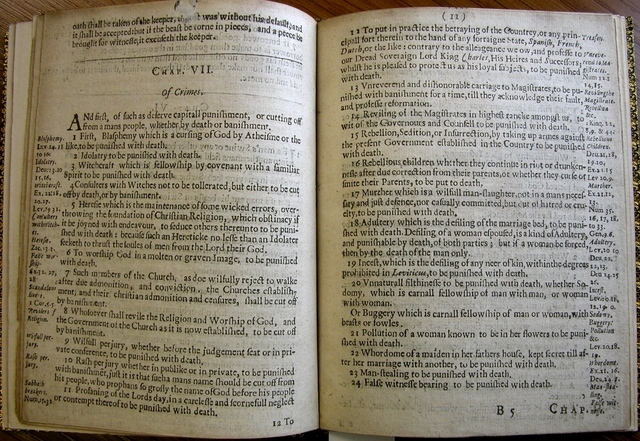 oath shall be taken of the keeper, was without his default, and
it shall be accepted that if the beast be torne in pieces, and a peece be
brought for witnesse, it excuseth the keeper.
CHAP. VII.
Of Crimes.
ANd first, of such as deserve capitall punishment, or cutting off
from a mans people, whether by death or banishment.
1 First, Blasphemy which is a cursing of God by Atheisme or the
like, to be punished with death.
2 Idolatry to be punished with death.
3 Witchcraft which is fellowship by covenant with a familiar
Spirit to be punished with death.
4 Consulters with Witches not to be tollerated, but either to be cut
off by death, or by banishment.
5 Heresie which is the maintenance of some wicked errors, over-
throwing the foundation of Christian Religion, which obstinacy if
it be joyned with endeavour, to seduce others thereunto to be puni-
shed with death: because such an Hereticke no lesse than an Idolater
seeketh to thrust the soules of men from the Lord their God.
6 To worship God in a molten or graven Image, to be punished
with death.
7 Such members of the Church, as doe wilfully reject to walke
after due admonition, and conviction, the Churches establish-
ment, and their christian admonition and censures, shall be cut off
by banishment.
8 Whosoever shall revile the Religion and Worship of God, and
the Government of the Church as it is now established, to be cut off
by banishment.
9 Wilfull perjury, whether before the judgement seat or in pri-
vate conference, to be punished with death.
10 Rash perjury whether in publike or in private, to be punished
with banishment, just is it that such a mans name should be cut off from
his people, who prophans so grosly the name of God before his people
11 Profaning of the Lords day, in a carelesse and scornefull neglect
or contempt thereof to be punished with death.
12 To
Blasphemy.
Lev. 24. 11
Consulters
Heresie.
Religion.
Wilfull per-
jury.
Rash per-
jury.
Sabbath
(11)
12 To put in practice the betraying of the Countrey, or any prin-
cipall fort therein to the hand of any forraigne State, Spanish, French,
Dutch, or the like; contrary to the alleageance we ow, and professe to
our Dread Sovereign Lord King Charles, His Heires and Successors,
whilst he is pleased to protect us as his loyal subjects, to be punished
with death.
13 Vnreverend and dishonorable carriage to Magistrates, to be pu-
nished with banishment for a time, till they acknowledge their fault,
and professe reformation.
14 Reviling of the Magistrates in highest rancke amongst us, to
wit of the Governours and Counsell to be punished with death.
15 Rebellion, Sedition, or Insurrection, by taking up armes against
the present Government established in the Country to be punished
with death.
16 Rebellious children whether they continue in riot or drunken-
nesse after due correction from their parents, or whether they curse or
smite their Parents, to be put to death.
17 Murther which is a wilfull man-slaughter, not in a mans neces-
sary and just defence, nor casually committed, but out of hatred or cru-
elty, to be punished with death.
18 Adultery which is the defiling of the marriage bed, to be puni-
shed with death. Defiling of a woman espoused, is a kind of Adultery,
and punishable by death, of both parties; but if a woman be forced,
then by the death of the man only.
19 Incest, which is the defiling of any neer of kin, within the degrees
prohibited in Leviticus, to be punished with death.
20 Vnnaturall filthinesse to be punished with death, whether So-
domy, which is carnall fellowship of man with man, or woman
with woman.
Or Buggery which is carnall fellowship of man or woman, with
beasts or fowles.
21 Pollution of a woman known to be in her flowers to be puni-
shed with death.
22 Whordome of a maiden in her fathers house, kept secret till af-
ter her marriage with another, to be punished with death.
23 Man-stealing to be punished with death.
24 False witnesse bearing to be punished with death.
B 5
CHAP.
Treason.
Magistrate.
Rebellious
Children.
Murther.
Adultery.
Incest.
Sodomy.
Buggery.
Pollution
Whordome.